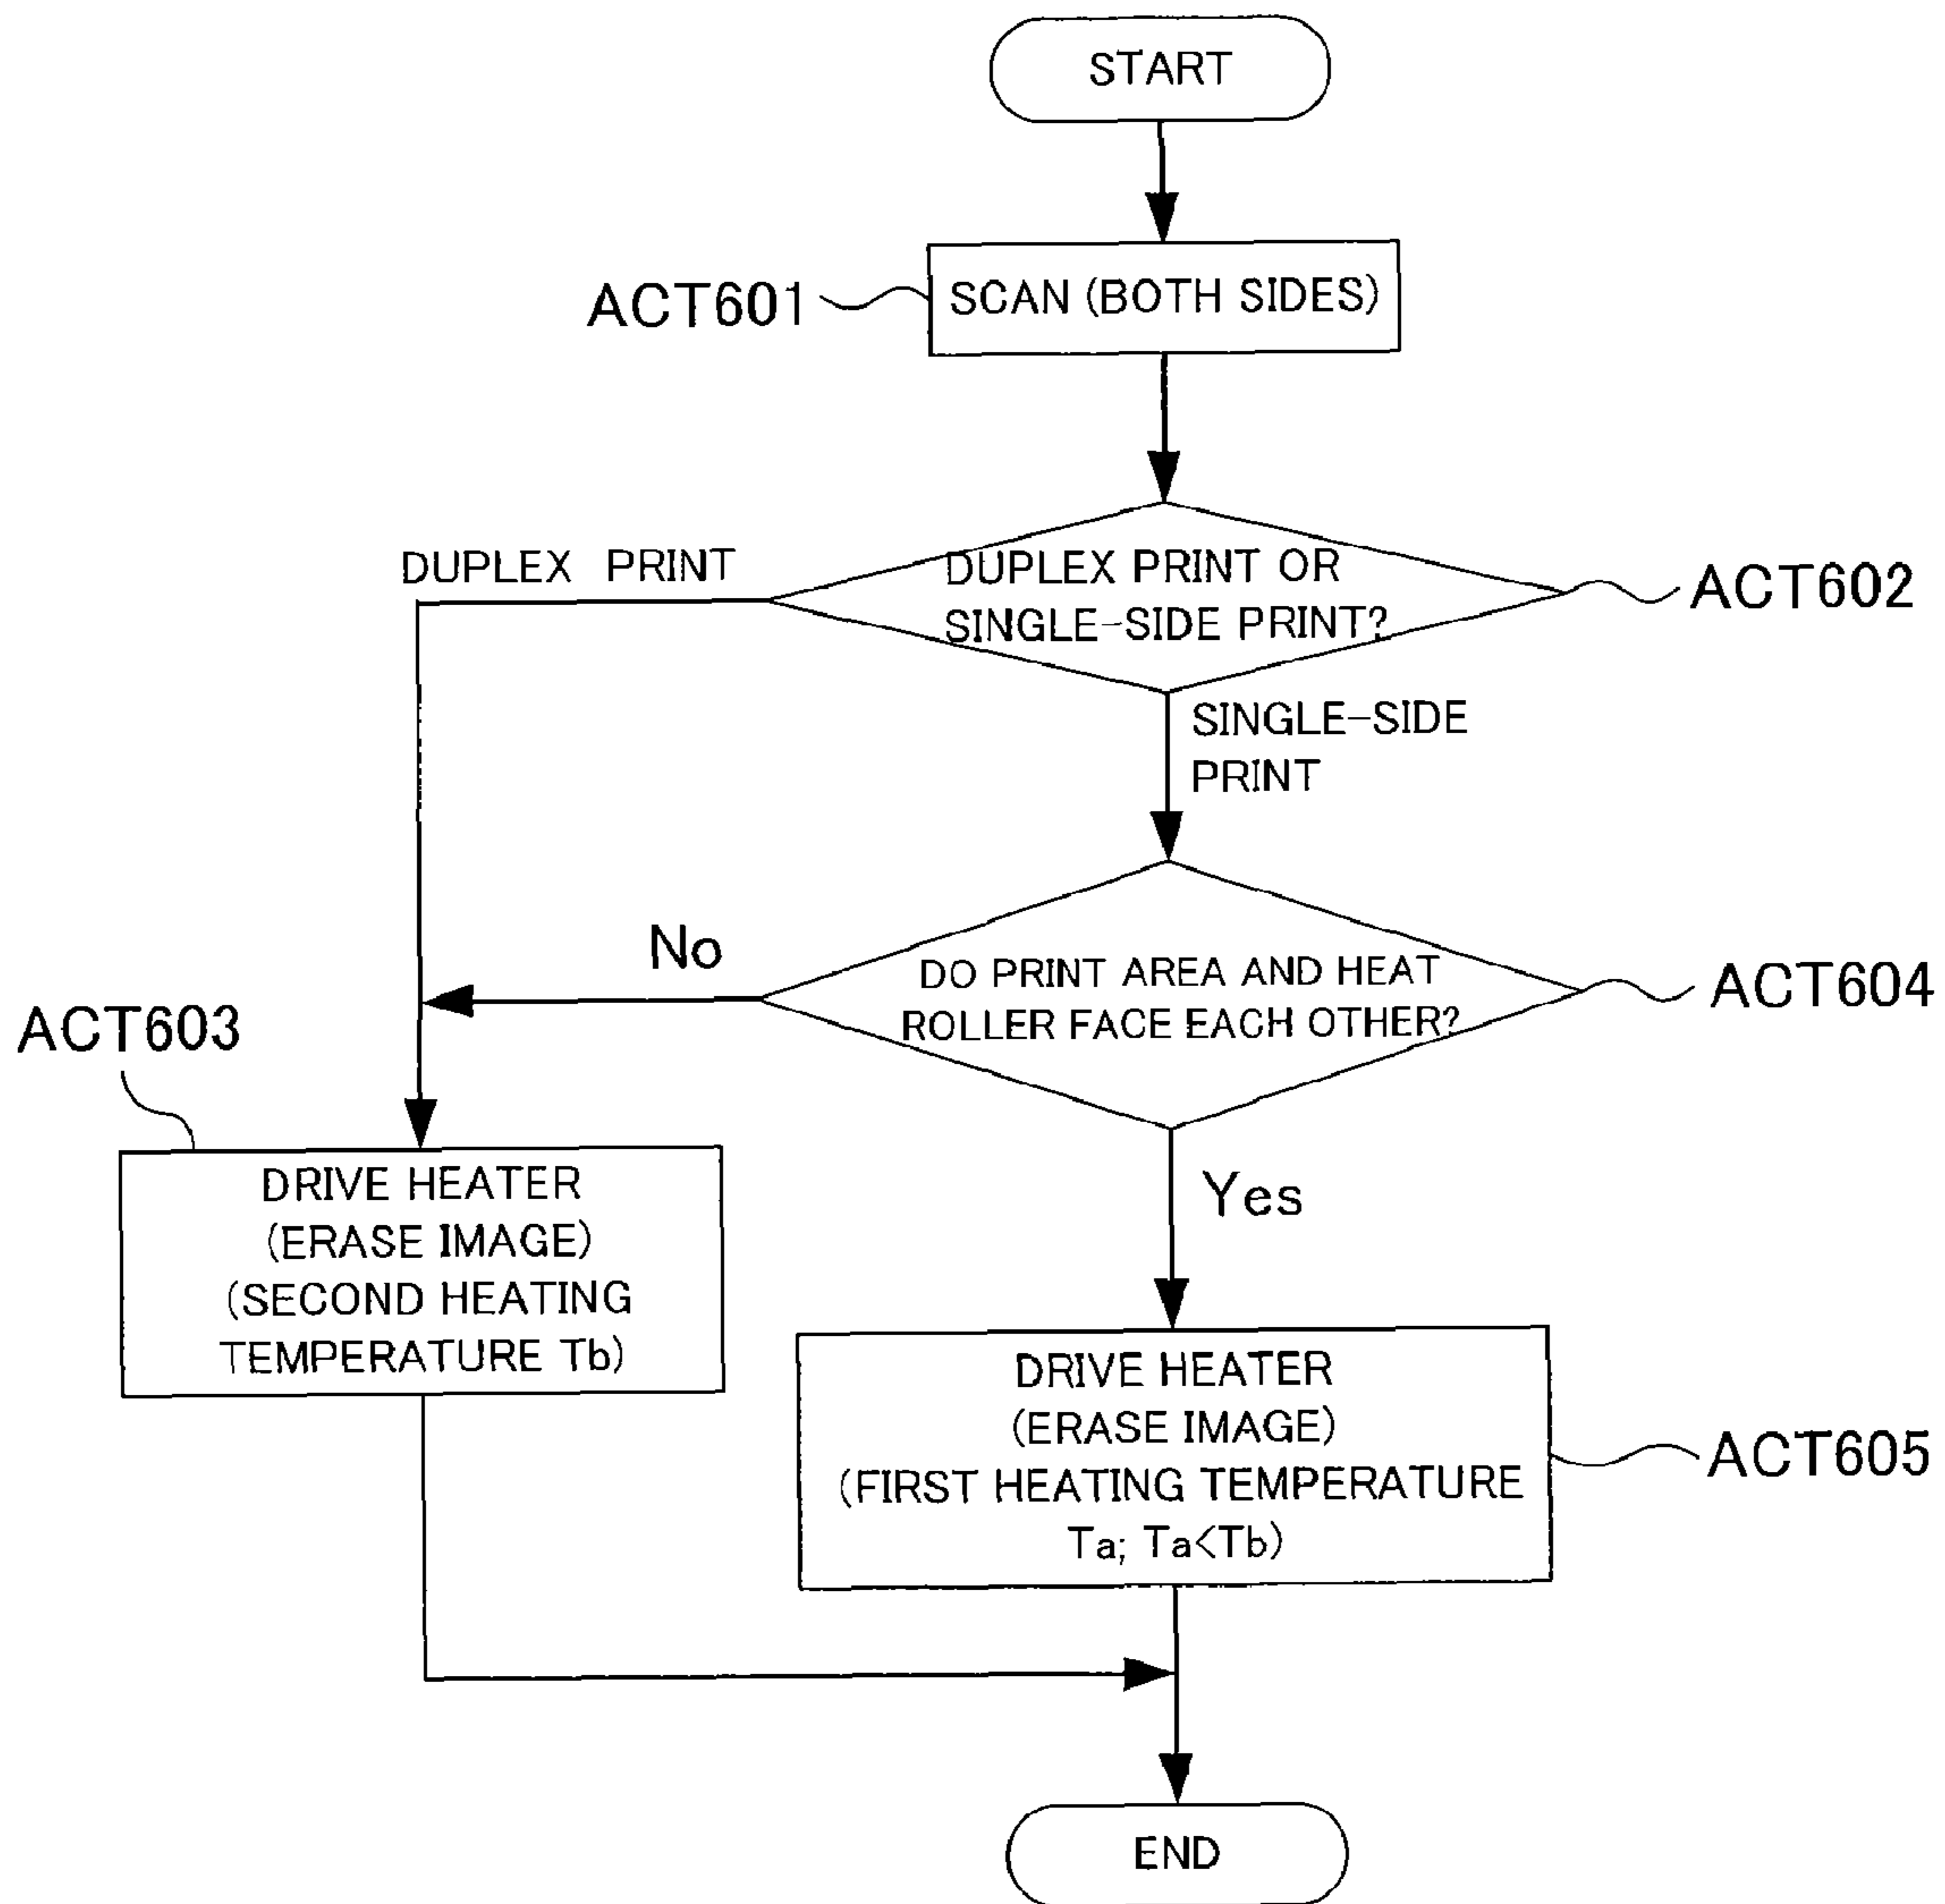 START
ACT601
SCAN (BOTH SIDES)
DUPLEX PRINT
DUPLEX PRINT OR
SINGLE-SIDE PRINT?
ACT602
SINGLE-SIDE
PRINT
No
DO PRINT AREA AND HEAT
ROLLER FACE EACH OTHER?
ACT604
ACT603
DRIVE HEATER
(ERASE IMAGE)
(SECOND HEATING
TEMPERATURE Tb)
Yes
DRIVE HEATER
(ERASE IMAGE)
(FIRST HEATING TEMPERATURE
Ta; Ta<Tb)
ACT605
END